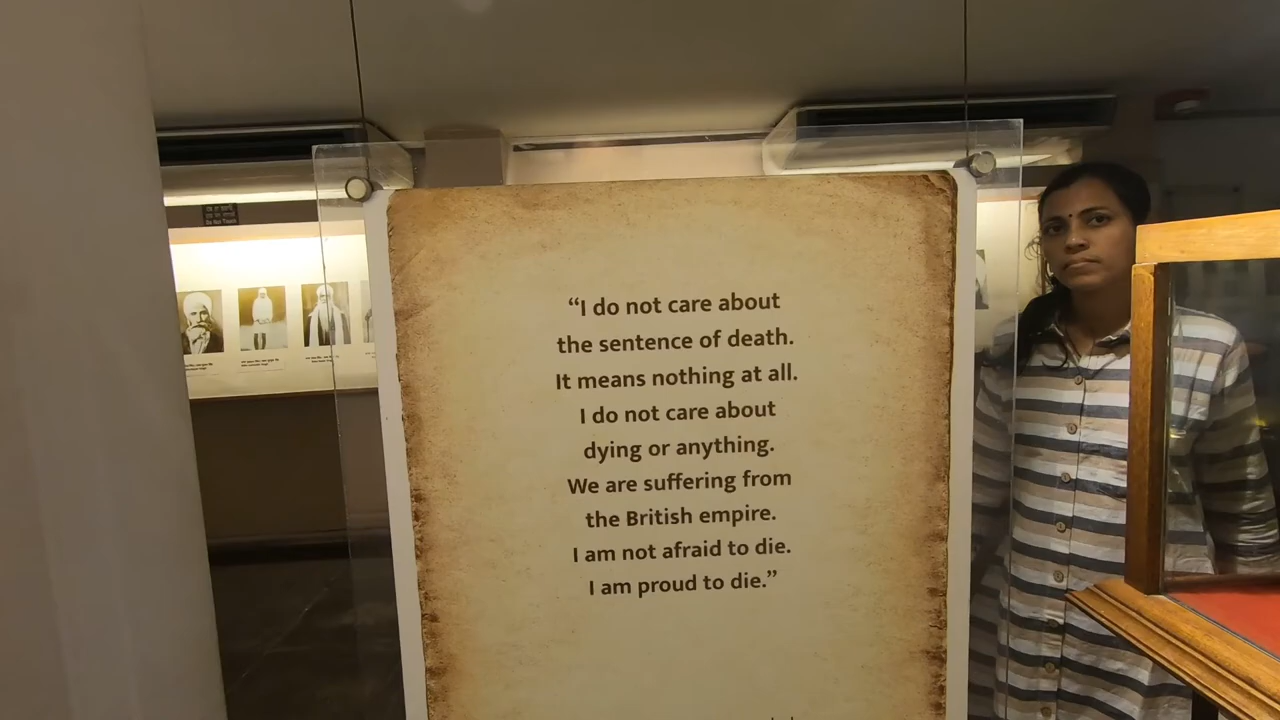 “I do not care about
the sentence of death.
It means nothing at all.
I do not care about
dying or anything.
We are suffering from
the British empire.
I am not afraid to die.
I am proud to die.”